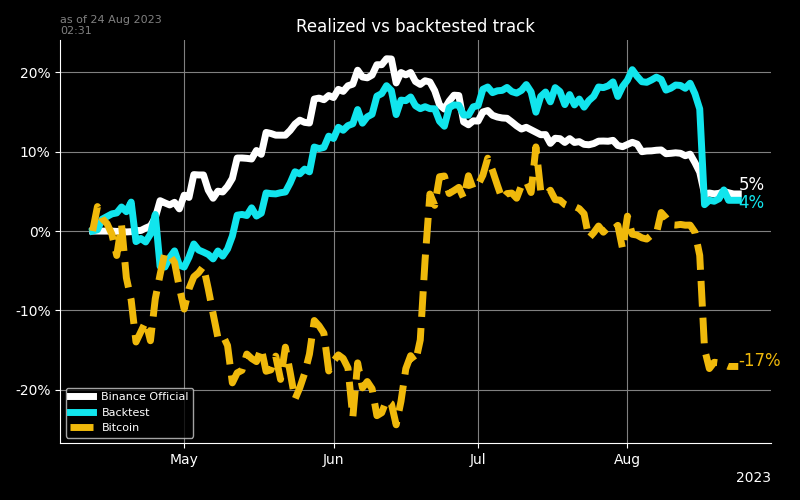 as of 24 Aug 2023
02:31
Realized vs backtested track
20%
10%
0%
-10%
-20%
5%
4%
-17%
Binance Official
Backtest
Bitcoin
May
Jun
Jul
Aug
2023